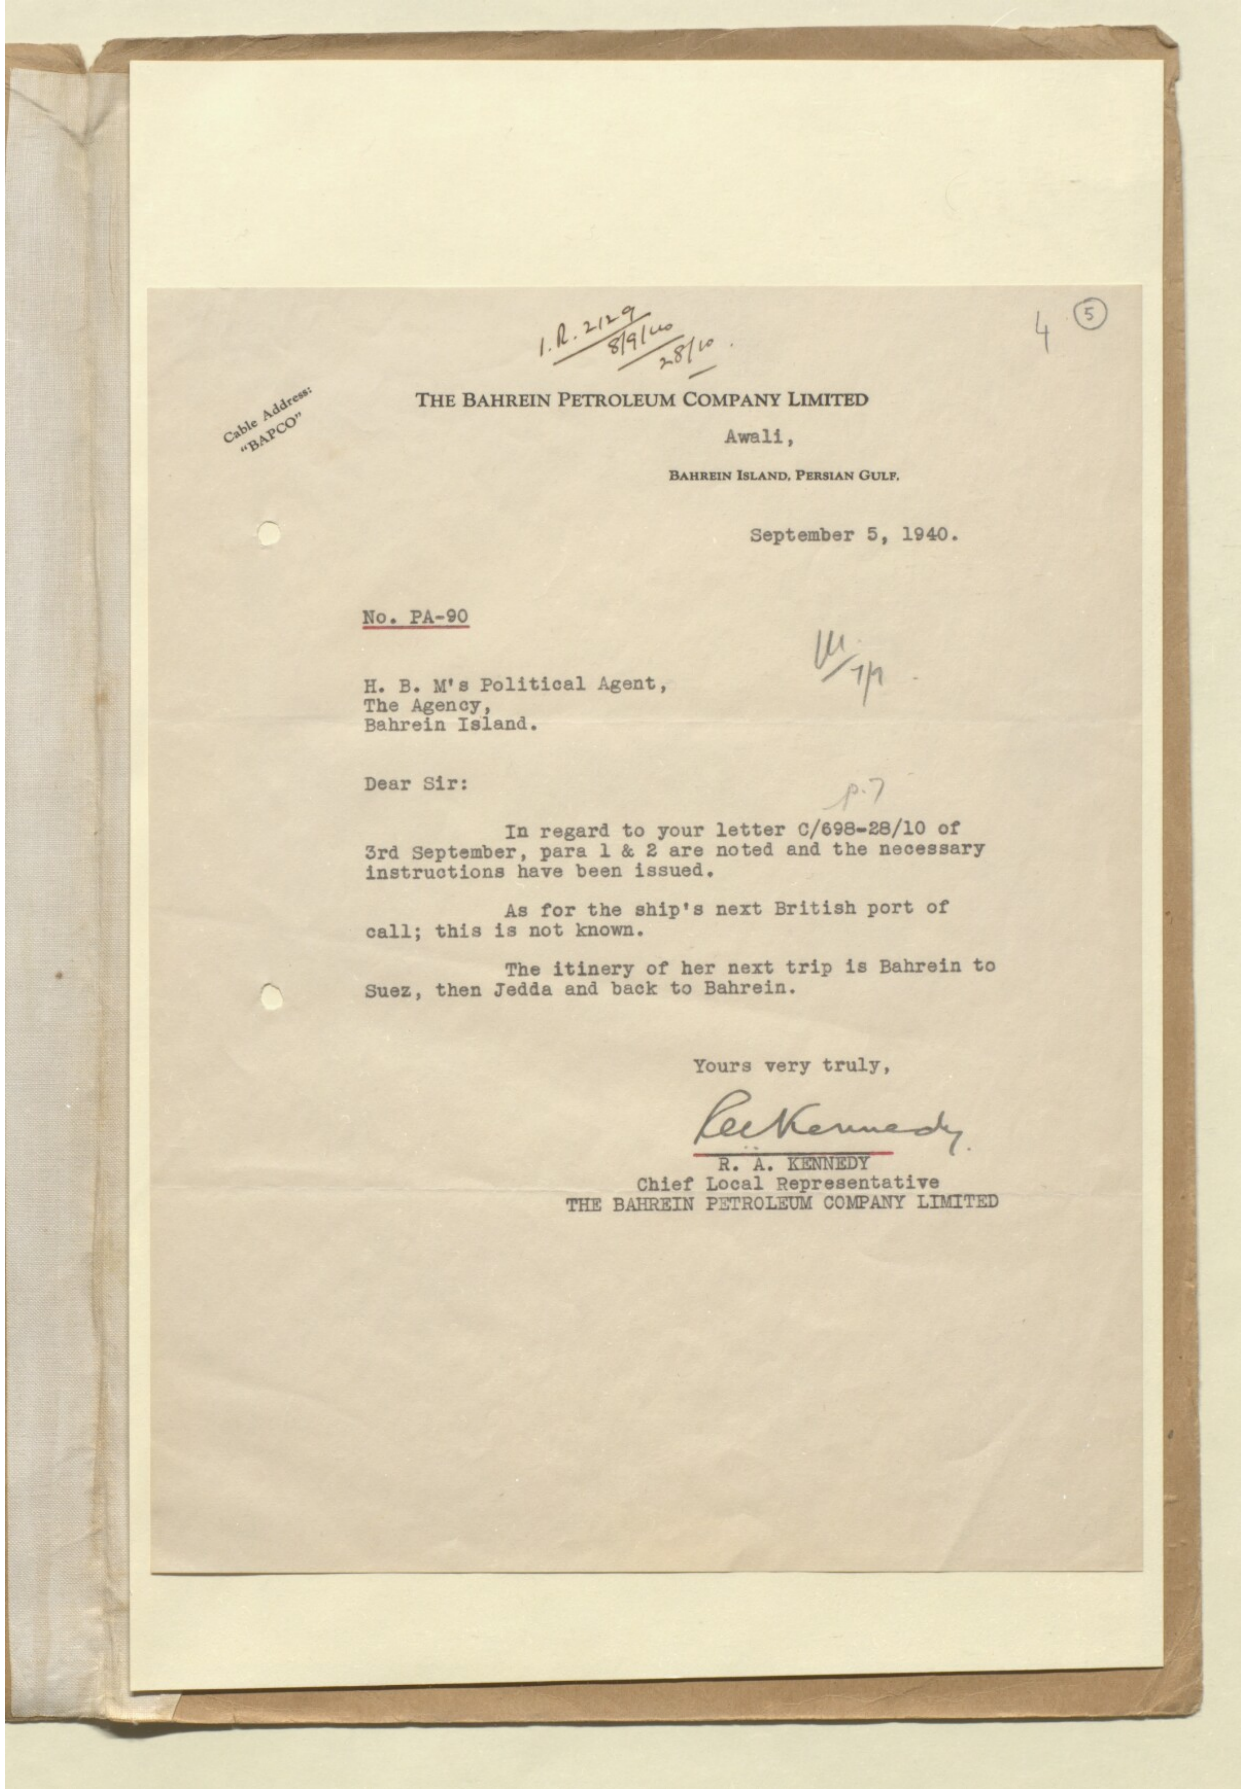 I.R. 2129
8/9/40
28/10.
4 5
THE BAHREIN PETROLEUM COMPANY LIMITED
Cable Address:
"BAPCO"
Awali,
BAHREIN ISLAND, PERSIAN GULF.
September 5, 1940.
No. PA-90
H. B. M's Political Agent,
The Agency,
Bahrein Island.
Dear Sir:
p.7
In regard to your letter C/698-28/10 of
3rd September, para 1 & 2 are noted and the necessary
instructions have been issued.
As for the ship's next British port of
call; this is not known.
The itinery of her next trip is Bahrein to
Suez, then Jedda and back to Bahrein.
Yours very truly,
R. A. KENNEDY
Chief Local Representative
THE BAHREIN PETROLEUM COMPANY LIMITED